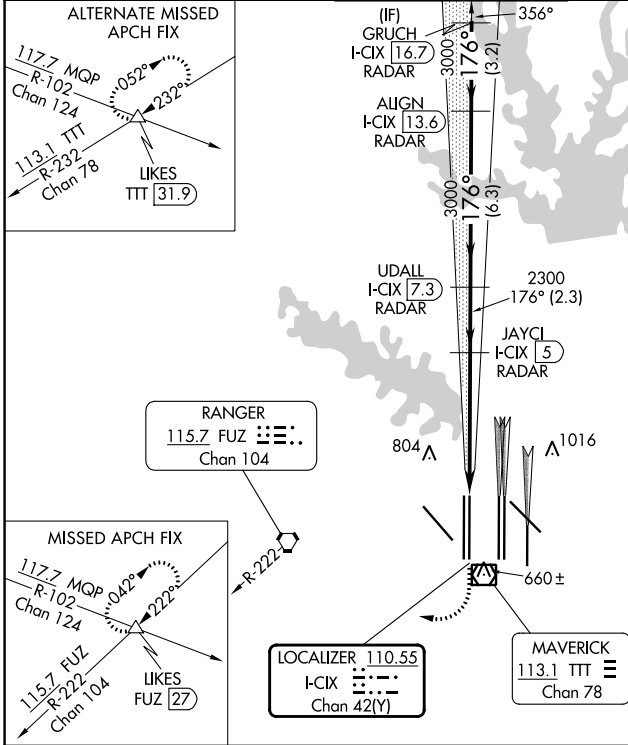 ALTERNATE MISSED
APCH FIX
117.7 MQP
R-102
Chan 124
052°
232°
113.1 TTT
R-232
Chan 78
LIKES
TTT 31.9
(IF)
GRUCH
I-CIX 16.7
RADAR
356°
3000
176°
(3.2)
ALIGN
I-CIX 13.6
RADAR
3000
176°
(6.3)
UDALL
I-CIX 7.3
RADAR
2300
176° (2.3)
JAYCI
I-CIX 5
RADAR
RANGER
115.7 FUZ
Chan 104
804
1016
R-222
660±
MISSED APCH FIX
117.7 MQP
R-102
Chan 124
042°
222°
115.7 FUZ
R-222
Chan 104
LIKES
FUZ 27
LOCALIZER 110.55
I-CIX
Chan 42(Y)
MAVERICK
113.1 TTT
Chan 78